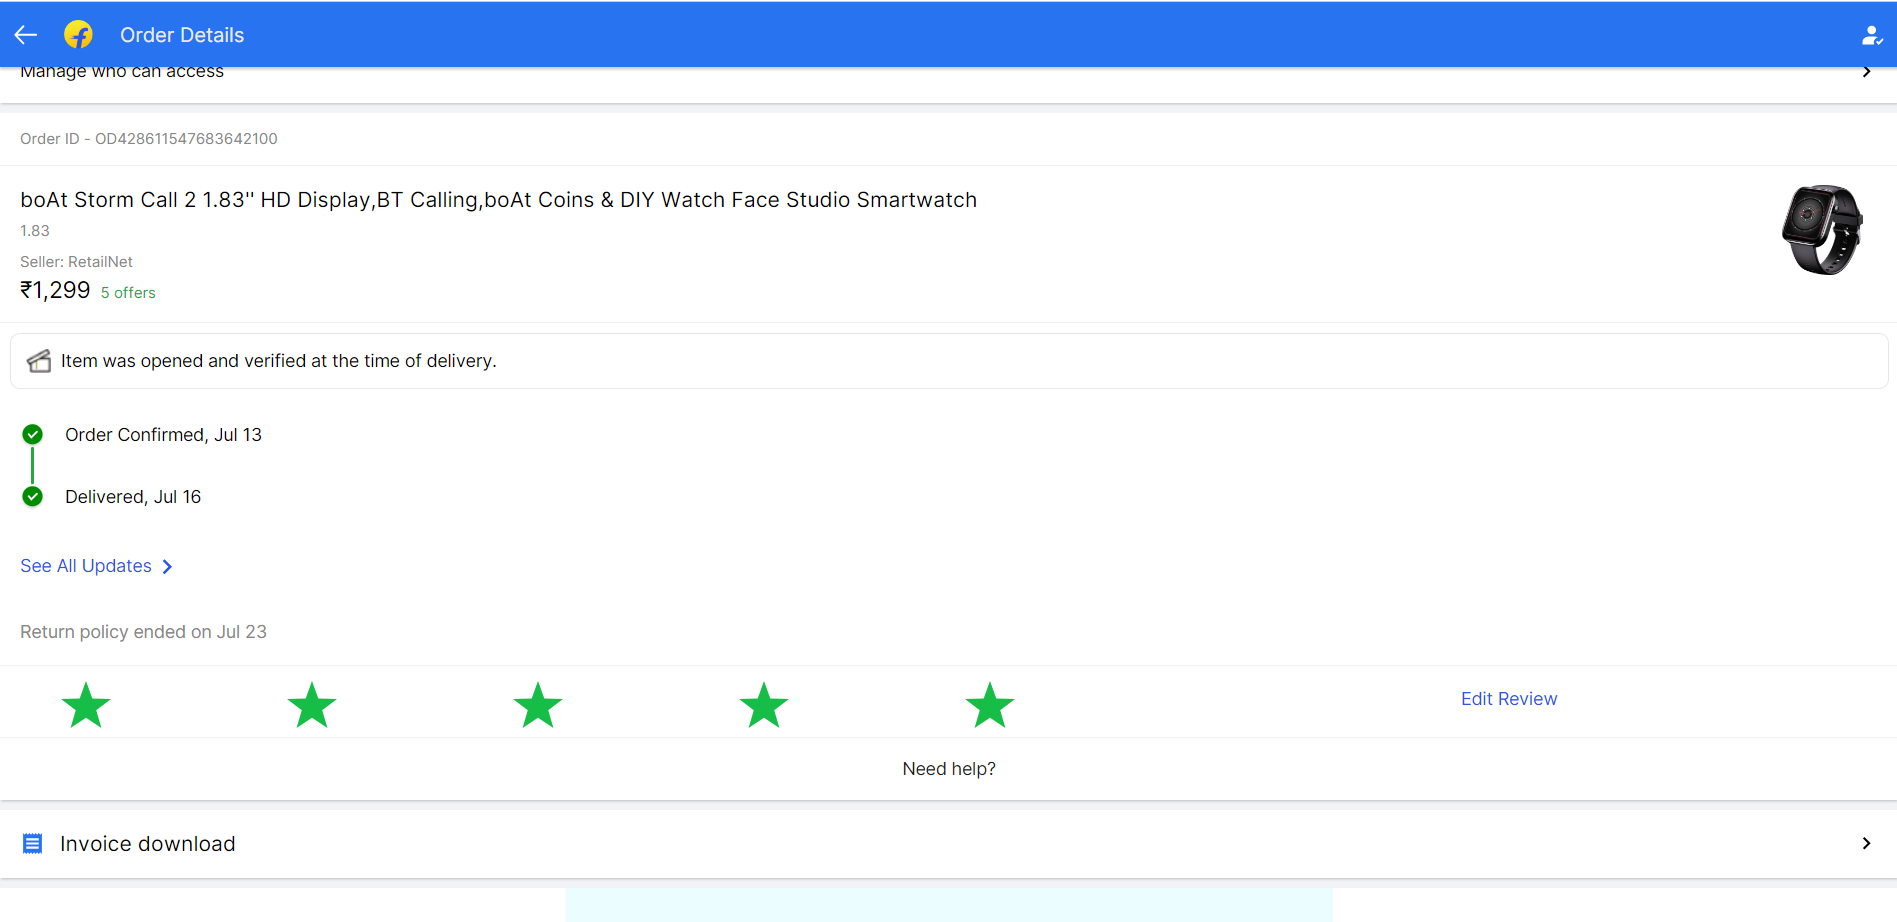 Order Details
Manage who can access
Order ID - OD428611547683642100
boAt Storm Call 2 1.83'' HD Display,BT Calling,boAt Coins & DIY Watch Face Studio Smartwatch
1.83
Seller: RetailNet
₹1,299 5 offers
Item was opened and verified at the time of delivery.
Order Confirmed, Jul 13
Delivered, Jul 16
See All Updates
Return policy ended on Jul 23
Edit Review
Need help?
Invoice download